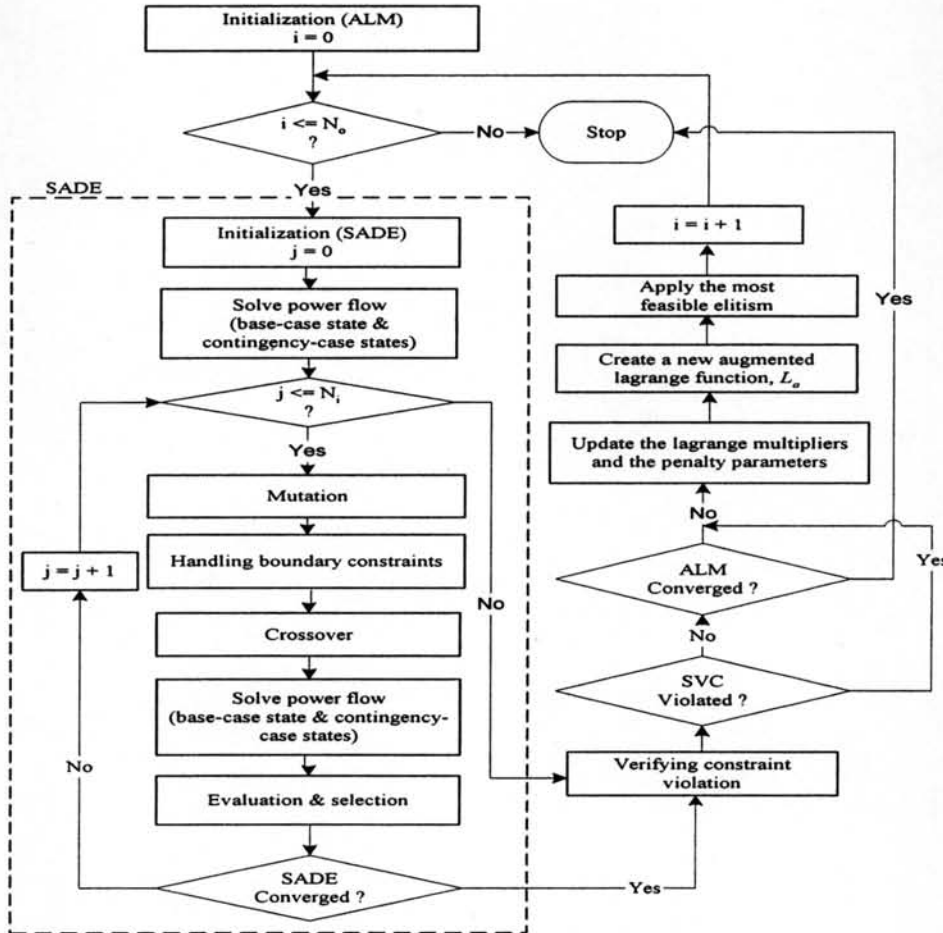 Initialization (ALM)
i = 0
i <= No
?
No
Stop
Yes
SADE
Initialization (SADE)
j = 0
Solve power flow
(base-case state &
contingency-case states)
j <= Ni
?
Yes
No
Mutation
Handling boundary constraints
j = j + 1
Crossover
Solve power flow
(base-case state & contingency-
case states)
No
Evaluation & selection
SADE
Converged ?
Yes
i = i + 1
Apply the most
feasible elitism
Yes
Create a new augmented
lagrange function, La
Update the lagrange multipliers
and the penalty parameters
No
ALM
Converged ?
Yes
No
SVC
Violated ?
Verifying constraint
violation